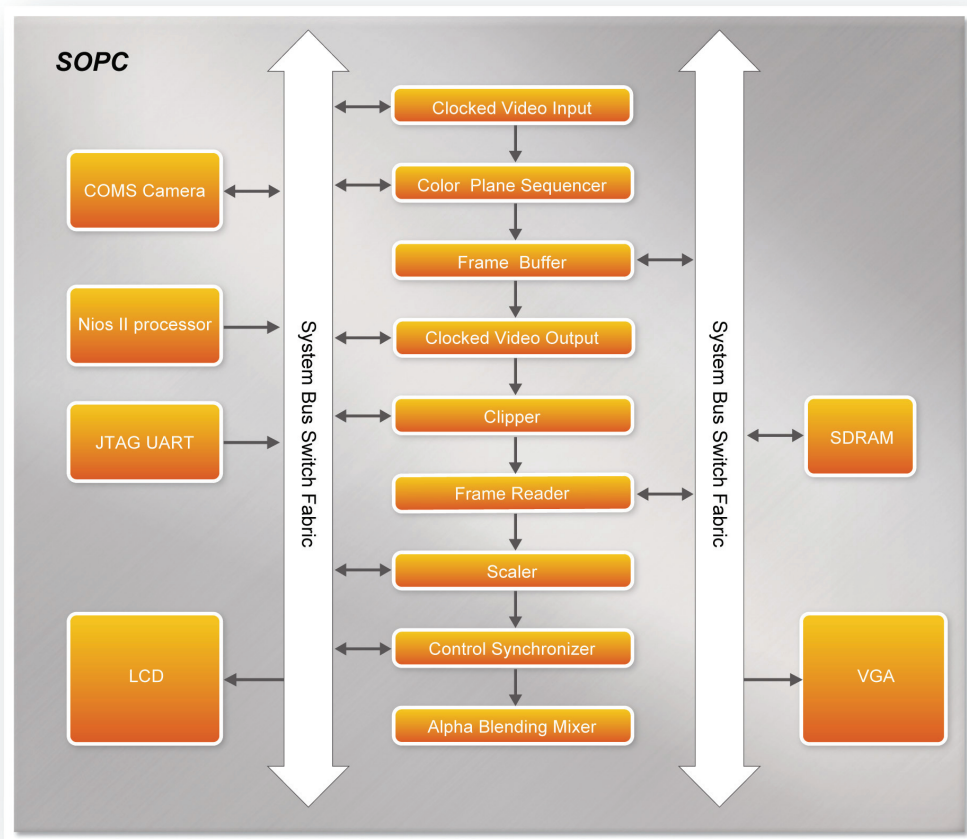 SOPC
Clocked Video Input
COMS Camera
Color Plane Sequencer
Frame Buffer
Nios II processor
Clocked Video Output
System Bus Switch Fabric
System Bus Switch Fabric
JTAG UART
Clipper
SDRAM
Frame Reader
Scaler
LCD
Control Synchronizer
VGA
Alpha Blending Mixer